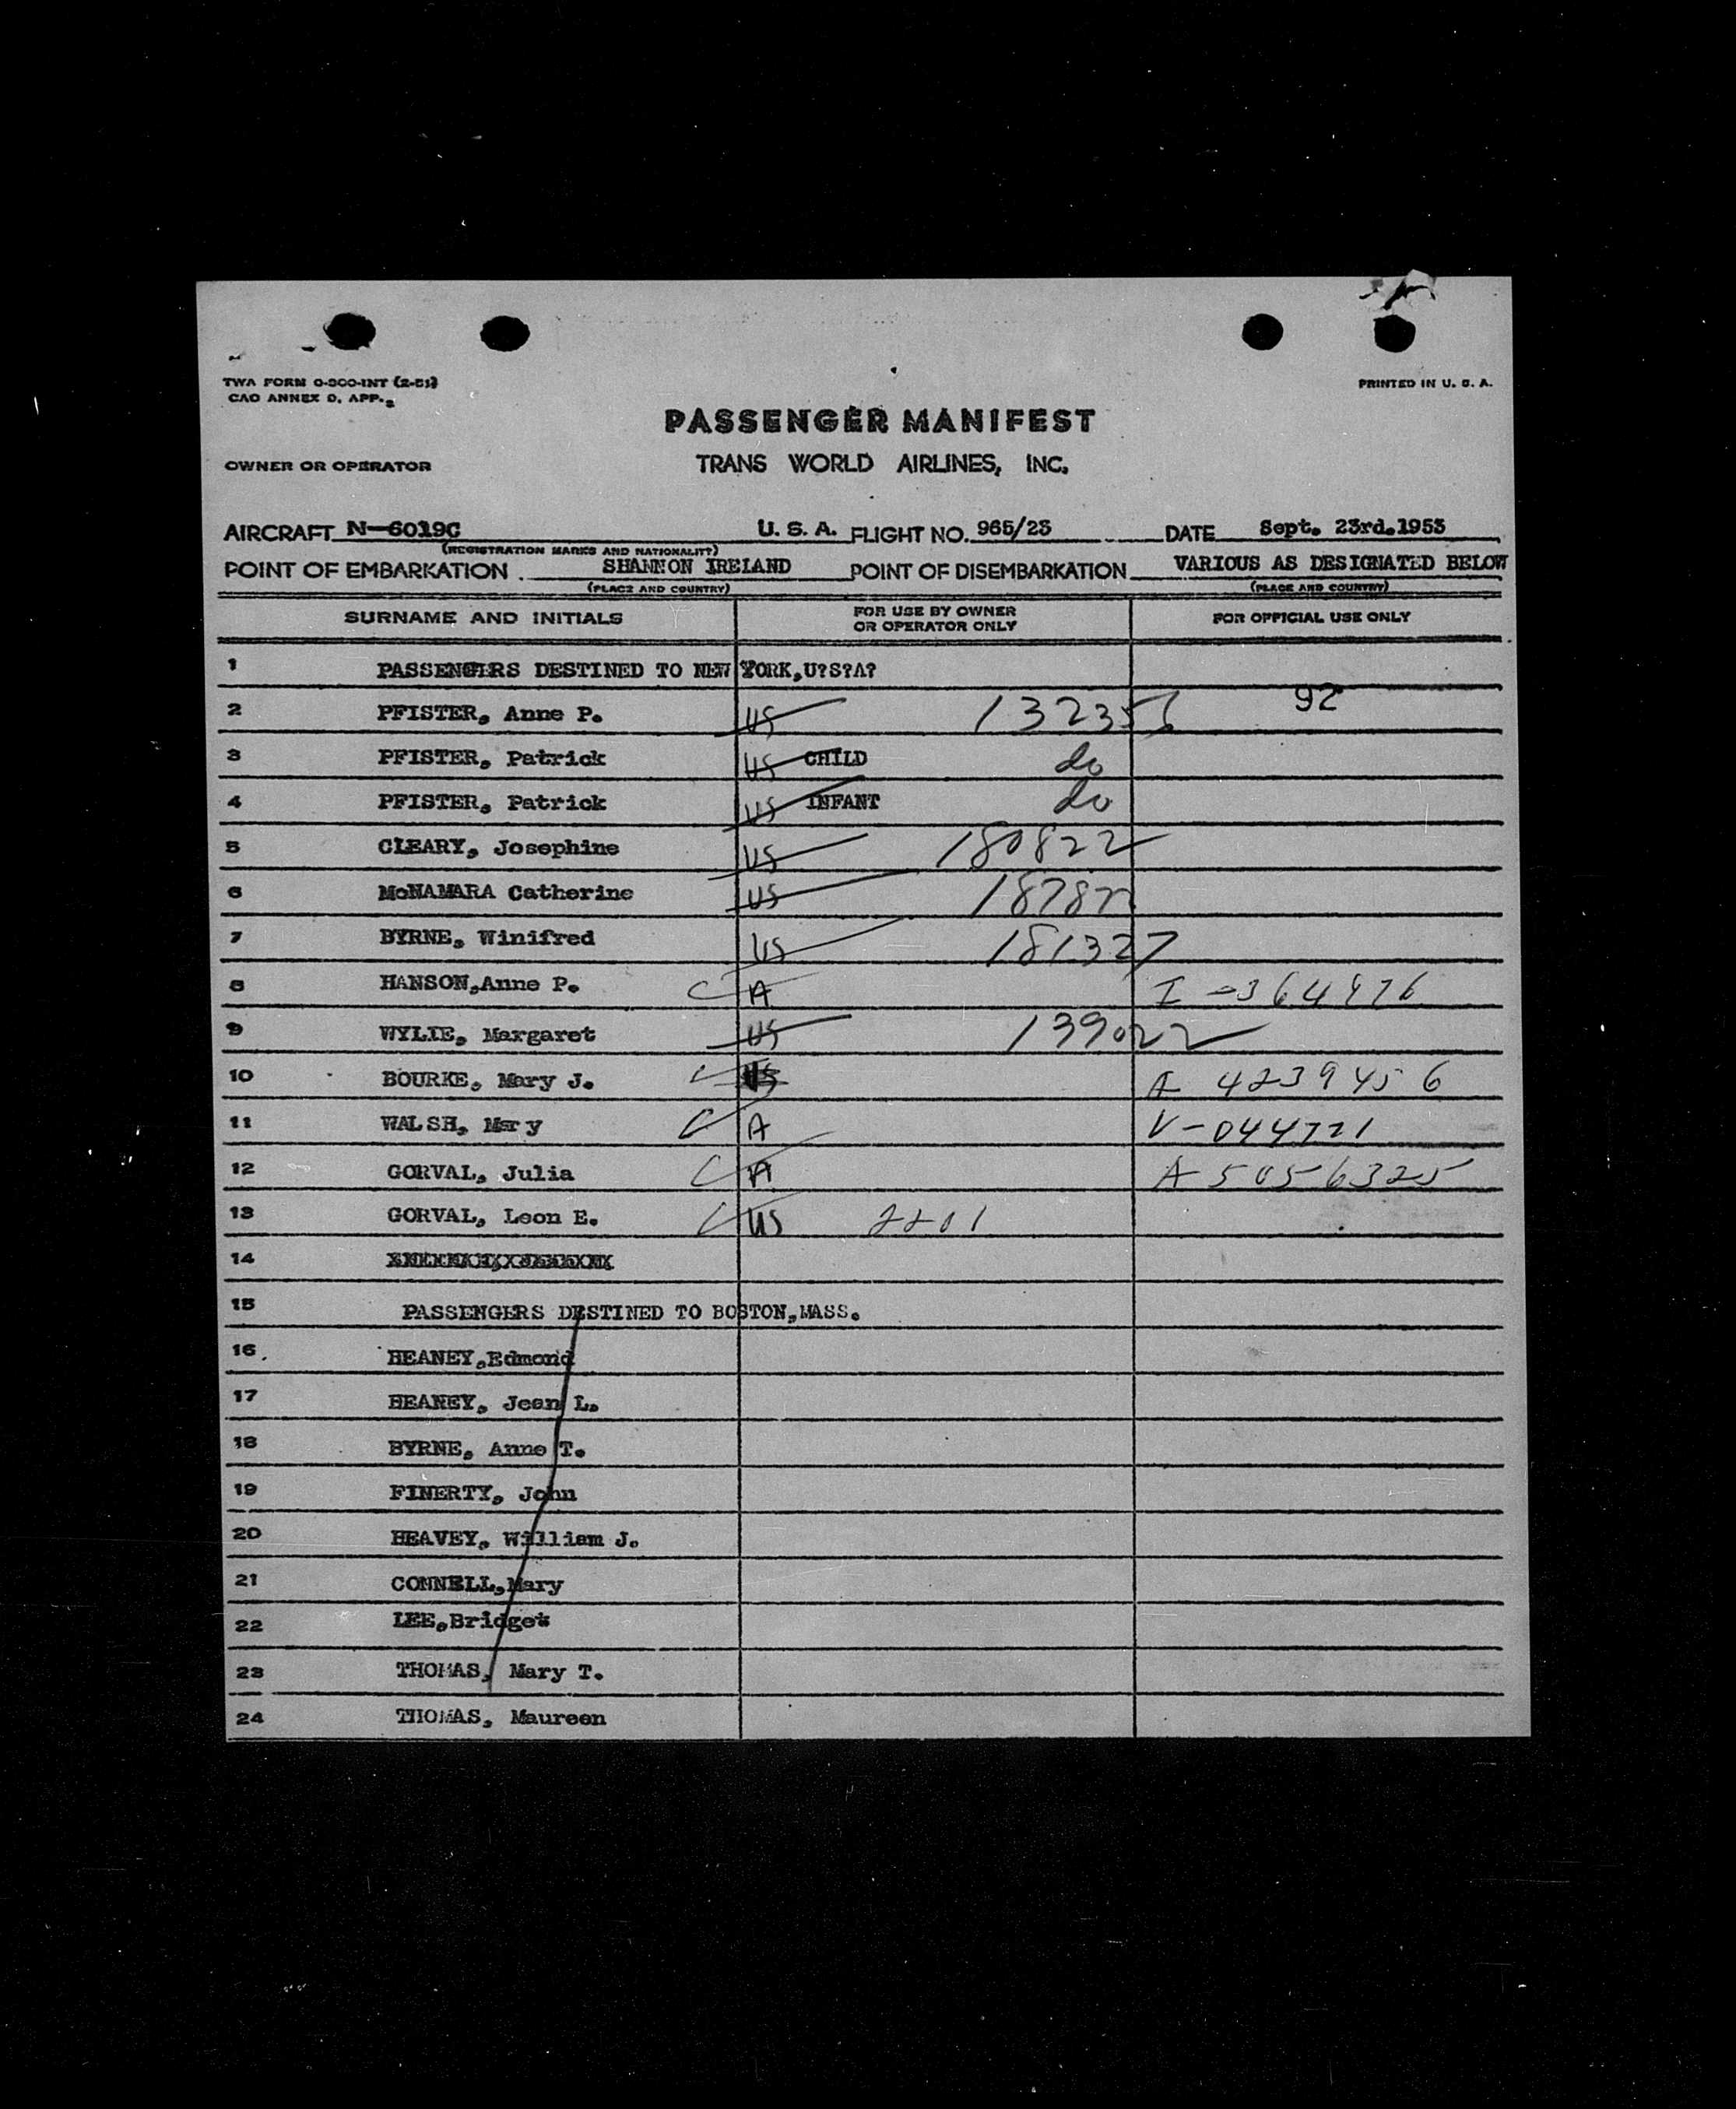 TWA FORM O-300-INT (2-51)
PRINTED IN U. S. A.
CAO ANNEX D, APP.
PASSENGER MANIFEST
OWNER OR OPERATOR TRANS WORLD AIRLINES, INC.
AIRCRAFT N-6019C U. S. A. FLIGHT NO. 965/23 DATE Sept. 23rd.1953
(REGISTRATION MARKS AND NATIONALITY)
POINT OF EMBARKATION SHANNON IRELAND POINT OF DISEMBARKATION VARIOUS AS DESIGNATED BELOW
(PLACE AND COUNTRY) (PLACE AND COUNTRY)
SURNAME AND INITIALS FOR USE BY OWNER OR OPERATOR ONLY FOR OFFICIAL USE ONLY
1 PASSENGERS DESTINED TO NEW YORK,U?S?A?
2 PFISTER, Anne P. US 132356 92
3 PFISTER, Patrick US CHILD do
4 PFISTER, Patrick US INFANT do
5 CLEARY, Josephine US 180822
6 McNAMARA Catherine US
7 BYRNE, Winifred US 181327
8 HANSON,Anne P. A I-364976
9 WYLIE, Margaret US 139022
10 BOURKE, Mary J. A 4239456
11 WALSH, Mary A V-044721
12 GORVAL, Julia A A-5056325
13 GORVAL, Leon E. US 2201
14
15 PASSENGERS DESTINED TO BOSTON,MASS.
16 HEANEY,Edmond
17 HEANEY, Jean L.
18 BYRNE, Anne T.
19 FINERTY, John
20 HEAVEY, William J.
21 CONNELL,Mary
22 LEE,Bridget
23 THOMAS, Mary T.
24 THOMAS, Maureen